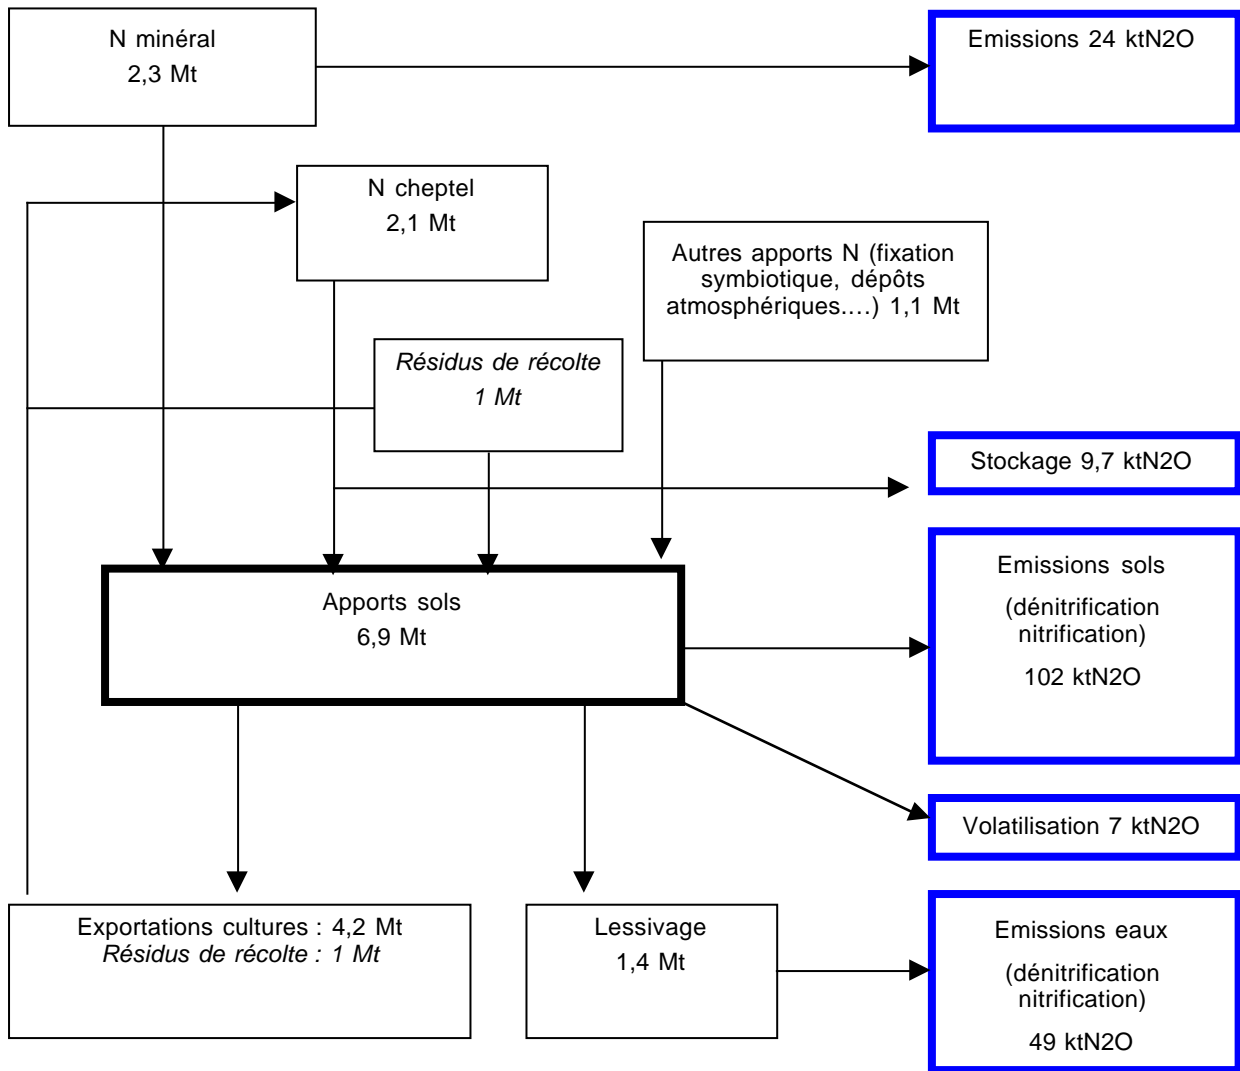 N minéral
2,3 Mt
Emissions 24 ktN2O
N cheptel
2,1 Mt
Autres apports N (fixation
symbiotique, dépôts
atmosphériques.…) 1,1 Mt
Résidus de récolte
1 Mt
Stockage 9,7 ktN2O
Apports sols
6,9 Mt
Emissions sols
(dénitrification
nitrification)
102 ktN2O
Volatilisation 7 ktN2O
Exportations cultures : 4,2 Mt
Résidus de récolte : 1 Mt
Lessivage
1,4 Mt
Emissions eaux
(dénitrification
nitrification)
49 ktN2O